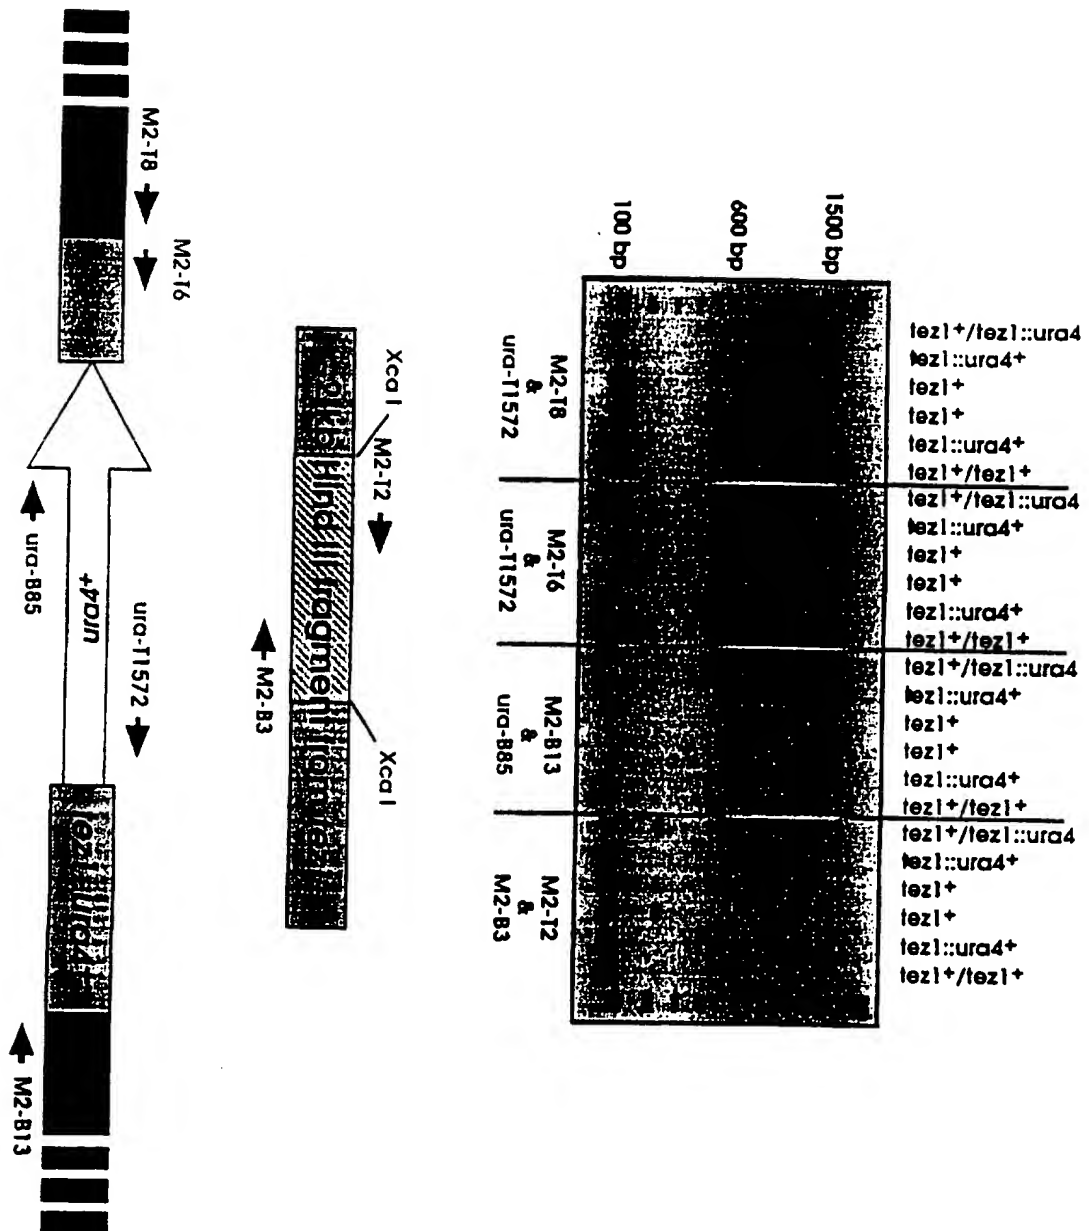 tez1+/tez1::ura4
tez1::ura4+
tez1+
tez1+
tez1::ura4+
tez1+/tez1+
tez1+/tez1::ura4
tez1::ura4+
tez1+
tez1+
tez1::ura4+
tez1+/tez1+
tez1+/tez1::ura4
tez1::ura4+
tez1+
tez1+
tez1::ura4+
tez1+/tez1+
tez1+/tez1::ura4
tez1::ura4+
tez1+
tez1+
tez1::ura4+
tez1+/tez1+
1500 bp
600 bp
100 bp
M2-T8
&
ura-T1572
M2-T6
&
ura-T1572
M2-B13
&
ura-B85
M2-T2
&
M2-B3
Xca I
M2-T2
Xca I
Hind III fragment
M2-B3
M2-T8
M2-T6
ura-T1572
ura4+
ura-B85
M2-B13